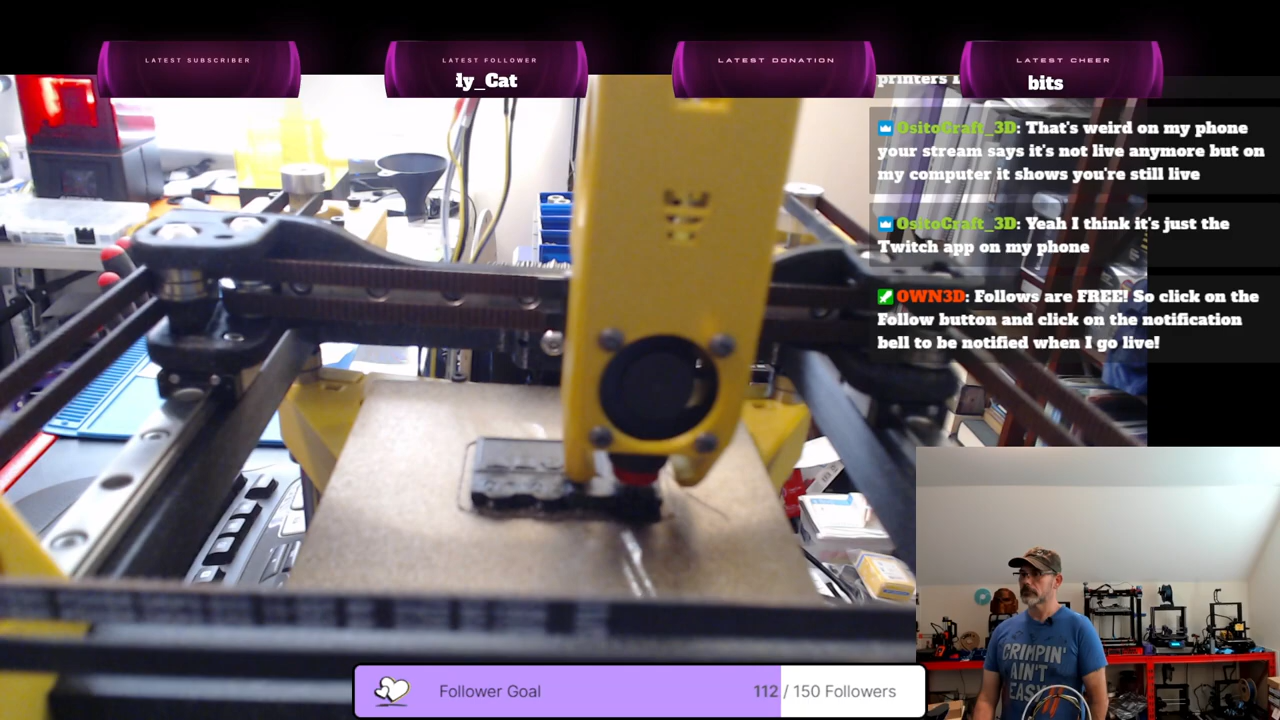 LATEST SUBSCRIBER
LATEST FOLLOWER
ly_Cat
LATEST DONATION
LATEST CHEER
bits
printers
OsitoCraft_3D: That's weird on my phone
your stream says it's not live anymore but on
my computer it shows you're still live
OsitoCraft_3D: Yeah I think it's just the
Twitch app on my phone
OWN3D: Follows are FREE! So click on the
Follow button and click on the notification
bell to be notified when I go live!
CRIMPIN'
AIN'T
EASY
Follower Goal
112 / 150 Followers